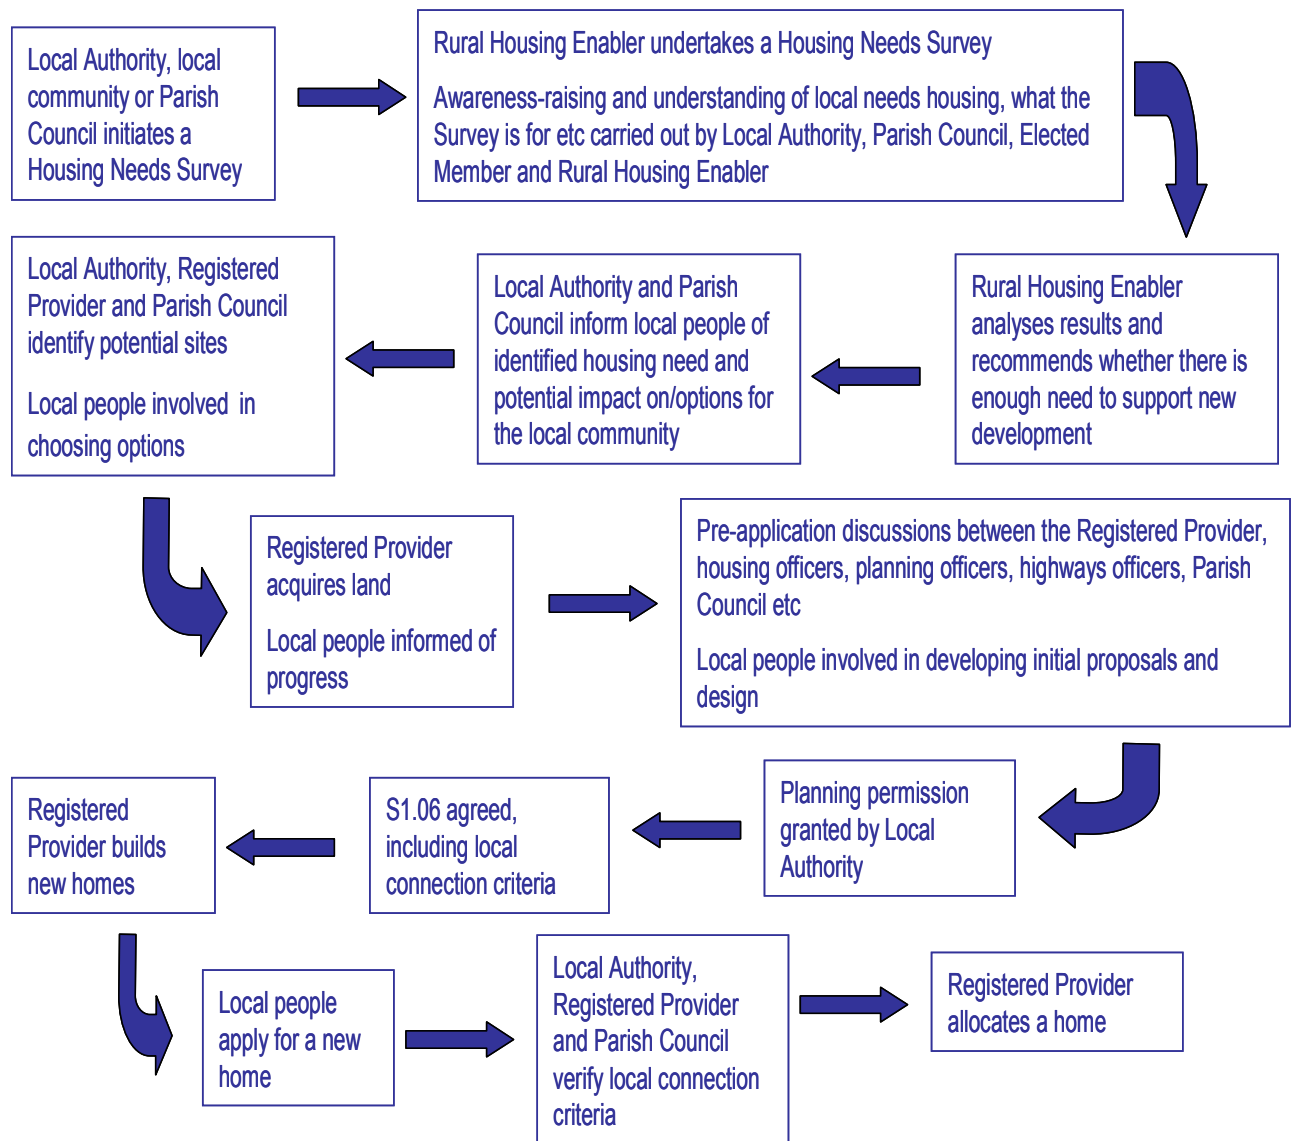 Local Authority, local
community or Parish
Council initiates a
Housing Needs Survey
Rural Housing Enabler undertakes a Housing Needs Survey
Awareness-raising and understanding of local needs housing, what the
Survey is for etc carried out by Local Authority, Parish Council, Elected
Member and Rural Housing Enabler
Rural Housing Enabler
analyses results and
recommends whether there is
enough need to support new
development
Local Authority and Parish
Council inform local people of
identified housing need and
potential impact on/options for
the local community
Local Authority, Registered
Provider and Parish Council
identify potential sites
Local people involved in
choosing options
Registered Provider
acquires land
Local people informed of
progress
Pre-application discussions between the Registered Provider,
housing officers, planning officers, highways officers, Parish
Council etc
Local people involved in developing initial proposals and
design
Planning permission
granted by Local
Authority
S1.06 agreed,
including local
connection criteria
Registered
Provider builds
new homes
Local people
apply for a new
home
Local Authority,
Registered Provider
and Parish Council
verify local connection
criteria
Registered Provider
allocates a home